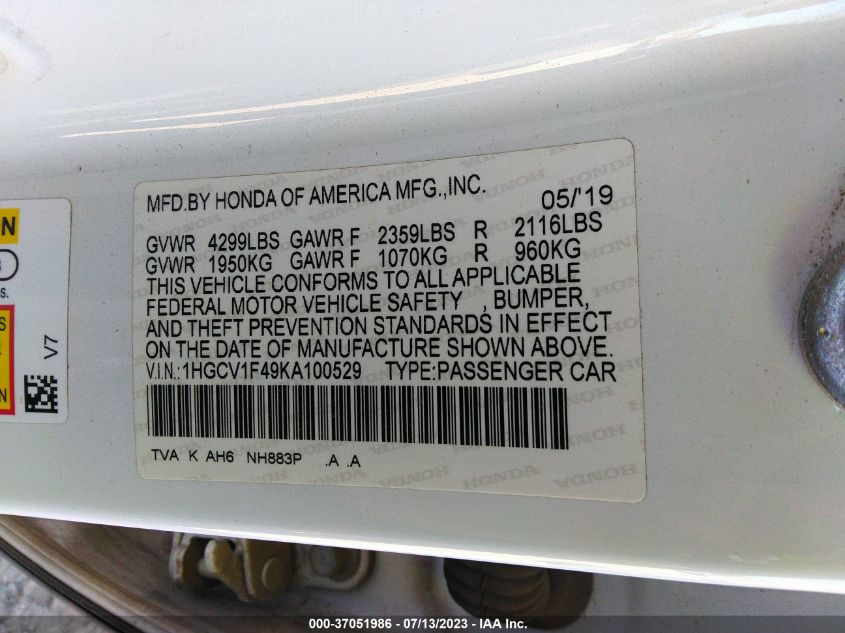 MFD.BY HONDA OF AMERICA MFG.,INC. 05/'19
GVWR 4299LBS GAWR F 2359LBS R 2116LBS
GVWR 1950KG GAWR F 1070KG R 960KG
THIS VEHICLE CONFORMS TO ALL APPLICABLE
FEDERAL MOTOR VEHICLE SAFETY , BUMPER,
AND THEFT PREVENTION STANDARDS IN EFFECT
ON THE DATE OF MANUFACTURE SHOWN ABOVE.
V.I.N.:1HGCV1F49KA100529 TYPE:PASSENGER CAR
TVA K AH6 NH883P .A .A
V7
000-37051986 - 07/13/2023 - IAA Inc.